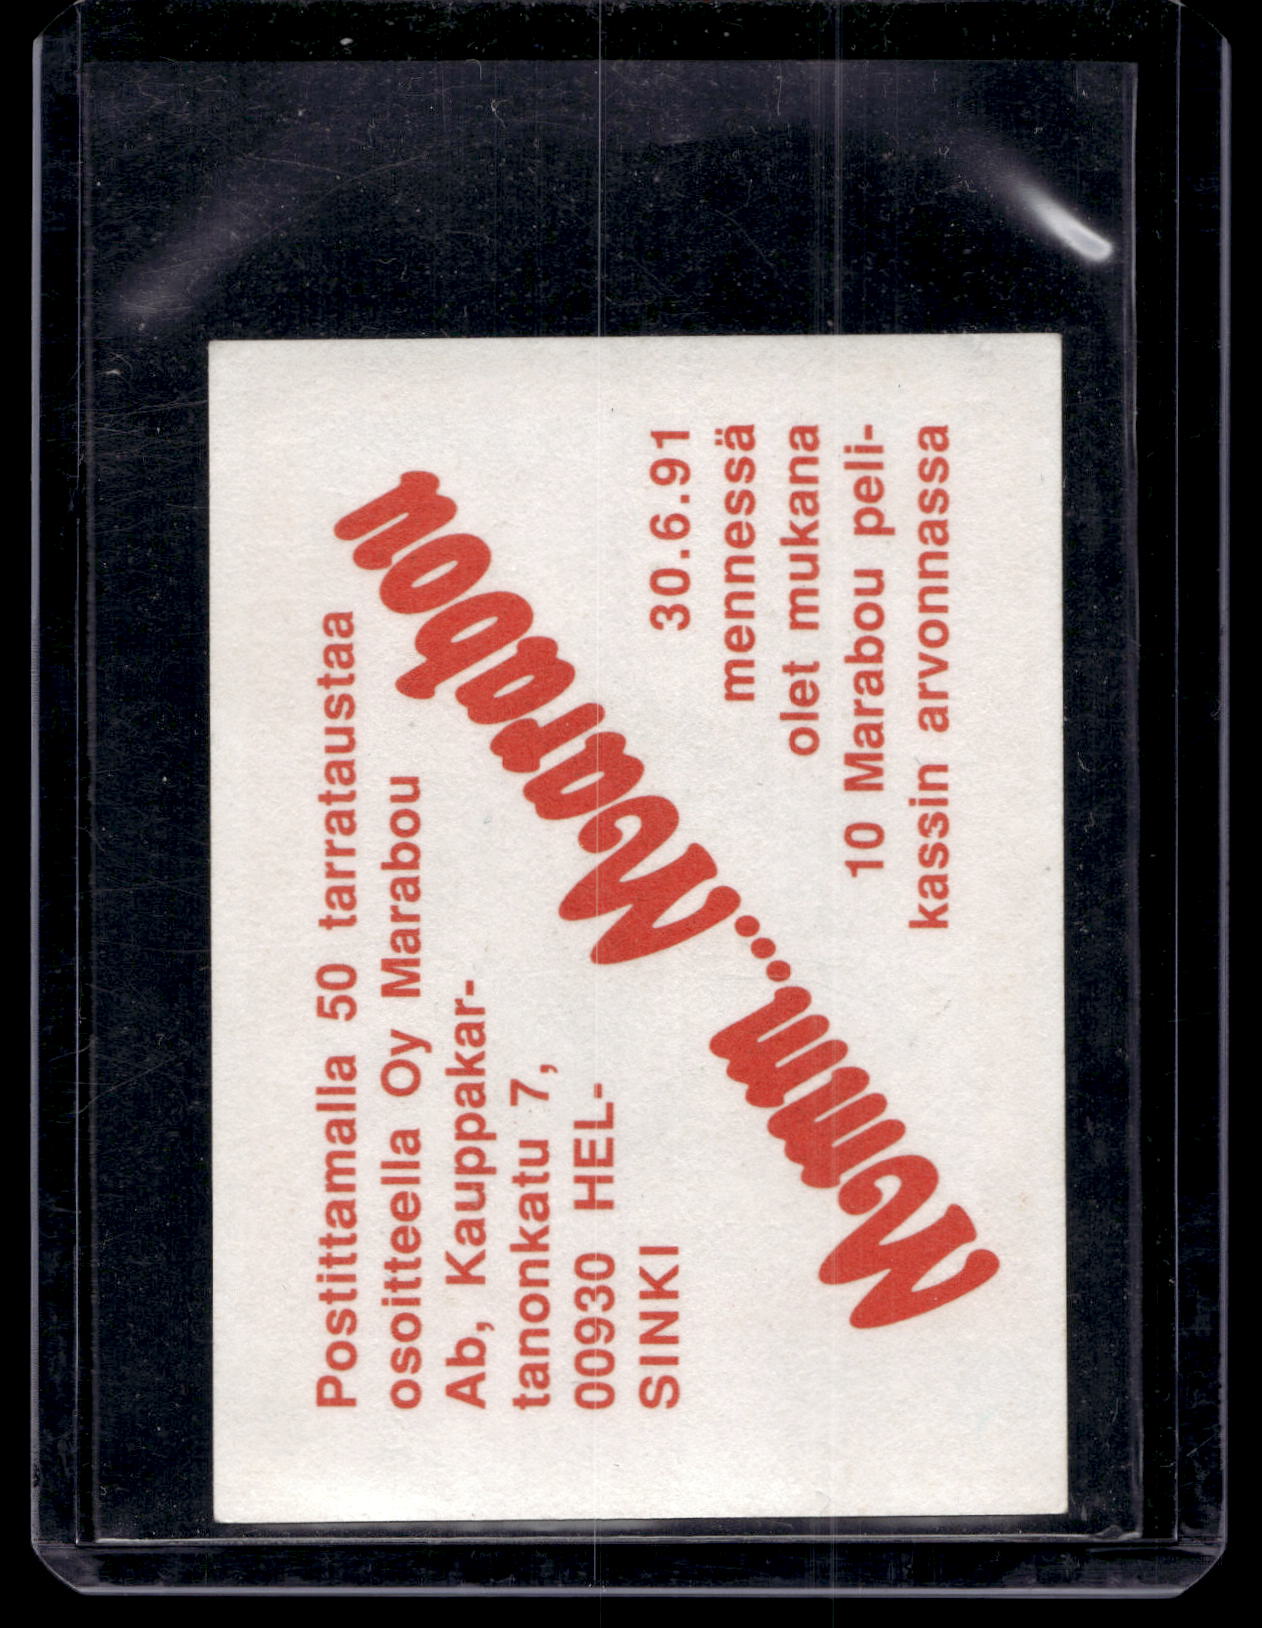 Postittamalla 50 tarrataustaa
osoitteella Oy Marabou
Ab, Kauppakar-
tanonkatu 7,
00930 HEL-
SINKI
Mmmm...Marabou
30.6.91
mennessä
olet mukana
10 Marabou peli-
kassin arvonnassa